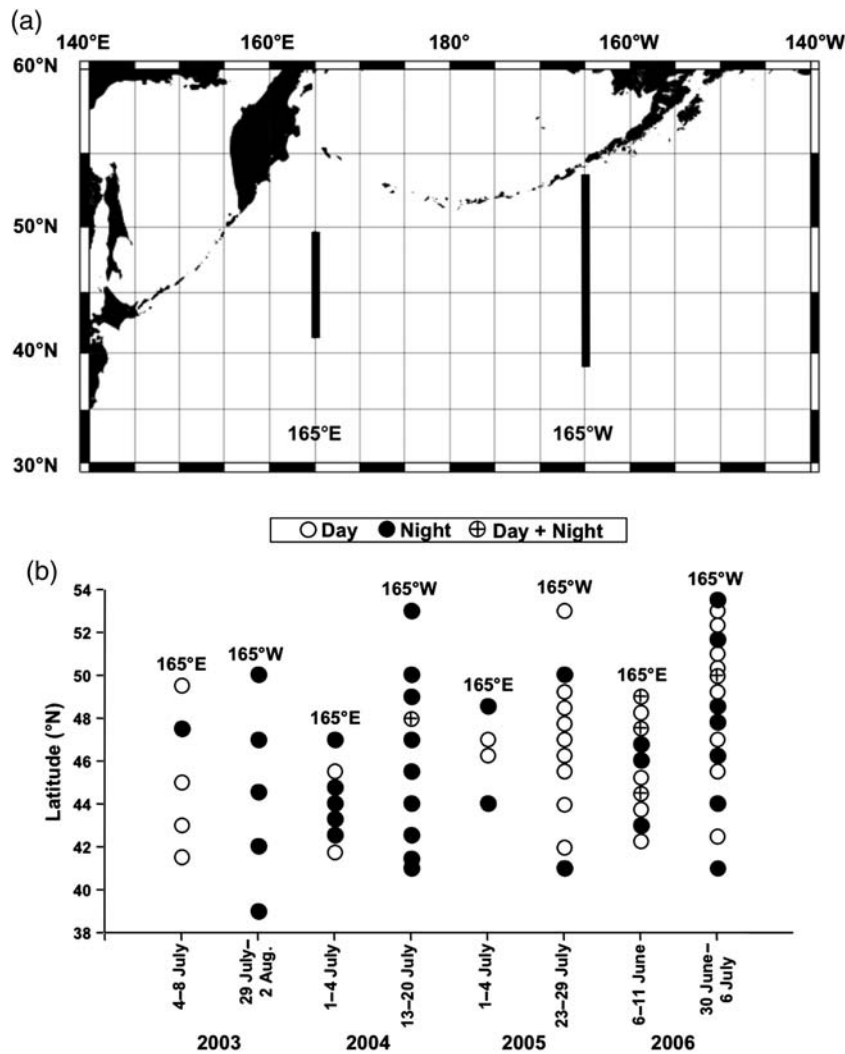 (a)
140°E 160°E 180° 160°W 140°W
60°N
50°N
40°N
165°E 165°W
30°N
Day Night Day + Night
(b)
54
165°W 165°W 165°W
52
165°E 165°W 165°E 165°E
50
165°E
48
46
44
42
40
38
Latitude (°N)
4–8 July
29 July–
2 Aug.
1–4 July
13–20 July
1–4 July
23–29 July
6–11 June
30 June–
6 July
2003 2004 2005 2006